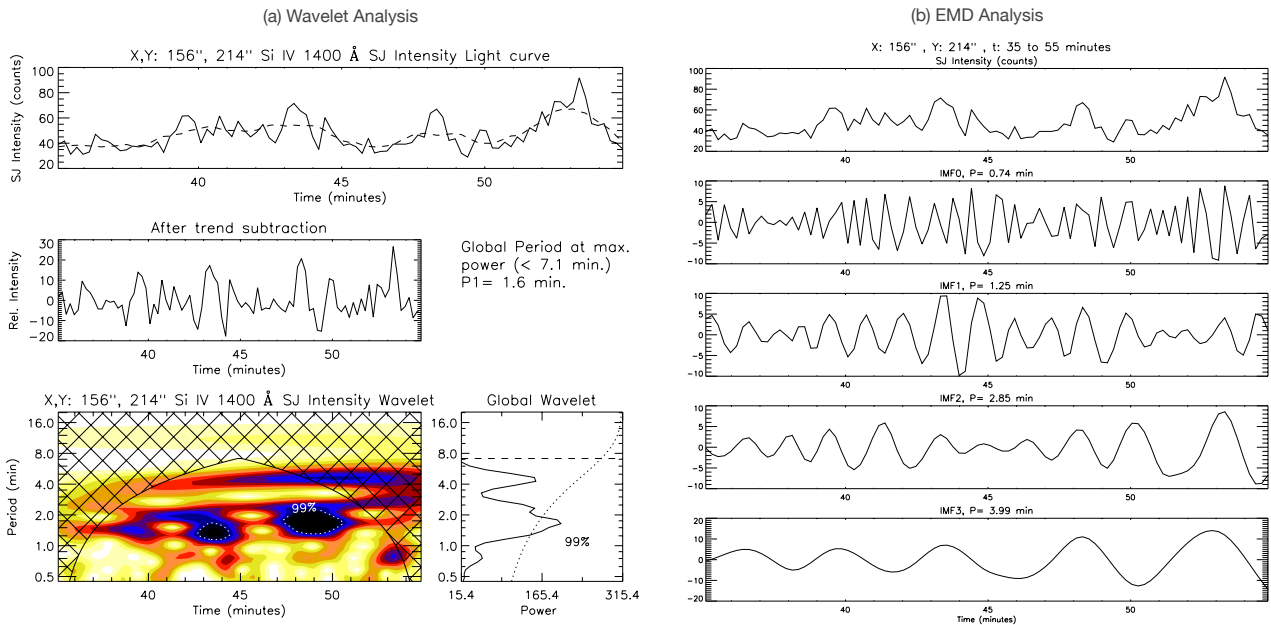 (a) Wavelet Analysis
X,Y: 156'', 214'' Si IV 1400 Å SJ Intensity Light curve
SJ Intensity (counts)
100
80
60
40
20
40 45 50
Time (minutes)
After trend subtraction
Rel. Intensity
30
20
10
0
−10
−20
40 45 50
Time (minutes)
Global Period at max.
power (< 7.1 min.)
P1= 1.6 min.
X,Y: 156'', 214'' Si IV 1400 Å SJ Intensity Wavelet
Period (min)
16.0
8.0
4.0
2.0
1.0
0.5
99%
40 45 50
Time (minutes)
Global Wavelet
16.0
8.0
4.0
2.0
1.0
0.5
99%
15.4 165.4 315.4
Power
(b) EMD Analysis
X: 156'' , Y: 214'' , t: 35 to 55 minutes
SJ Intensity (counts)
100
80
60
40
20
40 45 50
IMF0, P= 0.74 min
10
5
0
−5
−10
40 45 50
IMF1, P= 1.25 min
10
5
0
−5
−10
40 45 50
IMF2, P= 2.85 min
10
5
0
−5
−10
40 45 50
IMF3, P= 3.99 min
20
10
0
−10
−20
40 45 50
Time (minutes)